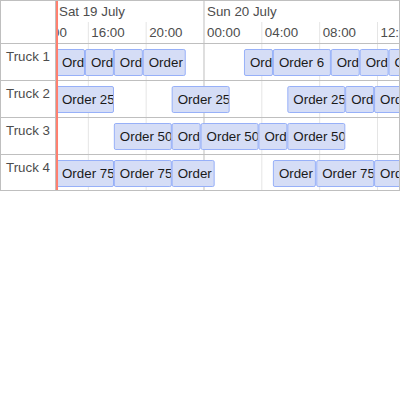 Sat 19 July Sun 20 July
00 16:00 20:00 00:00 04:00 08:00 12:
Truck 1 Ord Ord Ord Order Ord Order 6 Ord Ord
Truck 2 Order 25 Order 25 Order 25 Ord Ord
Truck 3 Order 50 Ord Order 50 Ord Order 50
Truck 4 Order 75 Order 75 Order Order Order 75 Ord